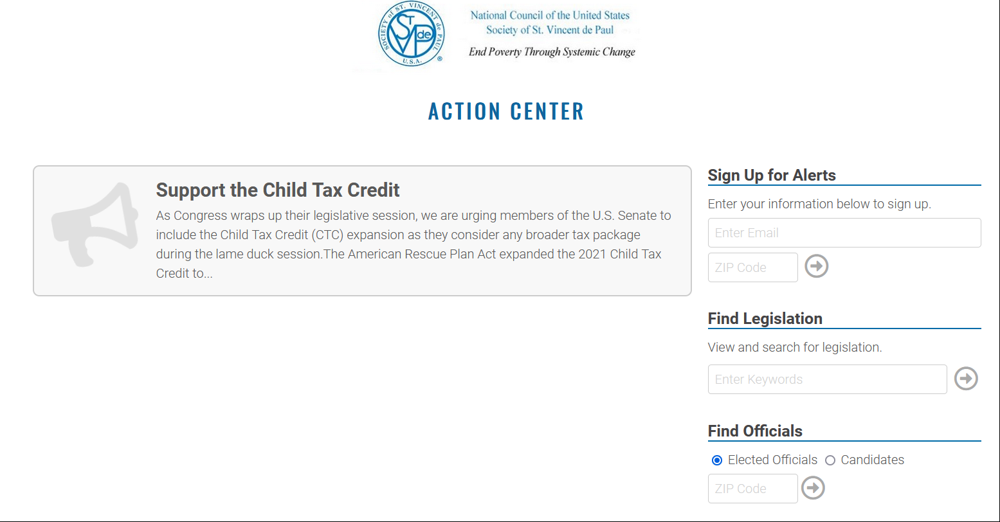 SOCIETY of ST. VINCENT de PAUL
ST
de
VP
U.S.A.
®
National Council of the United States
Society of St. Vincent de Paul
End Poverty Through Systemic Change
ACTION CENTER
Support the Child Tax Credit
As Congress wraps up their legislative session, we are urging members of the U.S. Senate to
include the Child Tax Credit (CTC) expansion as they consider any broader tax package
during the lame duck session.The American Rescue Plan Act expanded the 2021 Child Tax
Credit to...
Sign Up for Alerts
Enter your information below to sign up.
Enter Email
ZIP Code
Find Legislation
View and search for legislation.
Enter Keywords
Find Officials
Elected Officials Candidates
ZIP Code